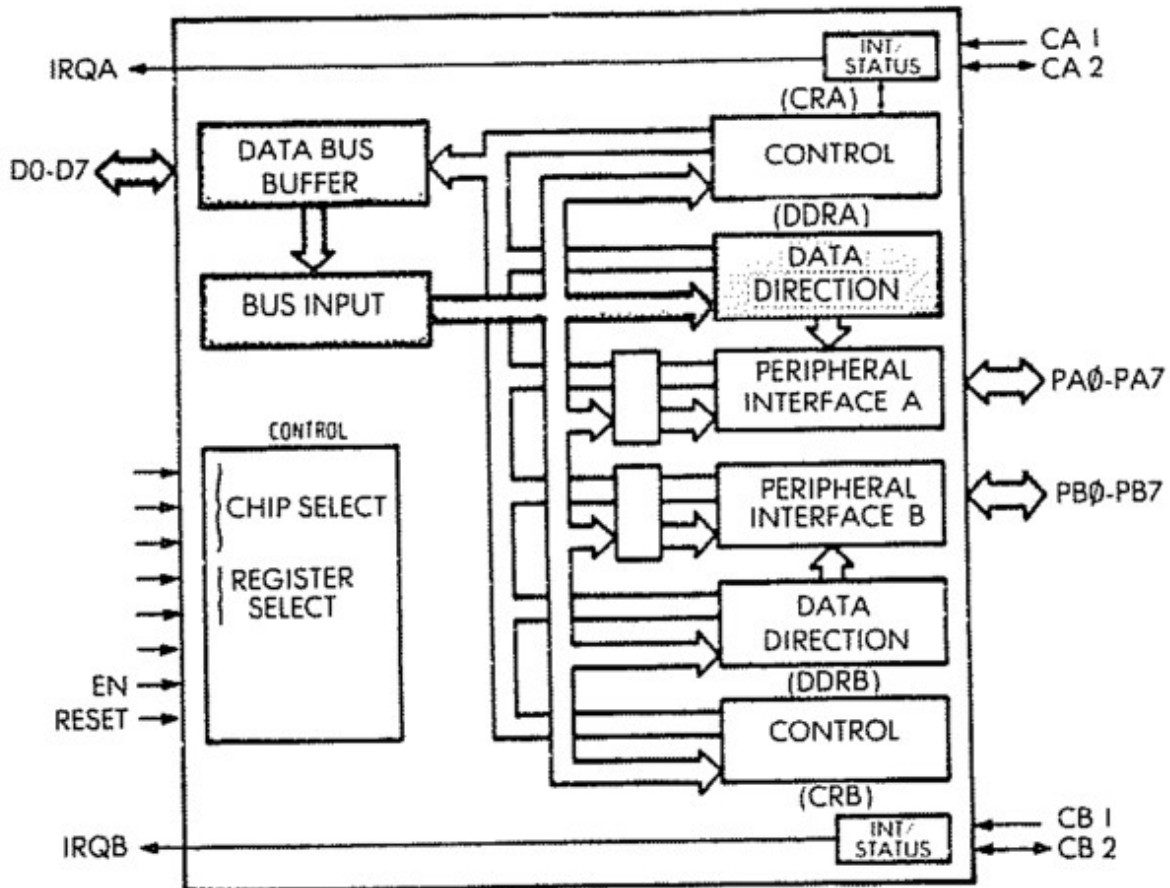 IRQA
INT/
STATUS
CA 1
CA 2
(CRA)
DATA BUS
BUFFER
CONTROL
D0-D7
(DDRA)
BUS INPUT
DATA
DIRECTION
PERIPHERAL
INTERFACE A
PAØ-PA7
CONTROL
CHIP SELECT
REGISTER
SELECT
PERIPHERAL
INTERFACE B
PBØ-PB7
DATA
DIRECTION
(DDRB)
EN
RESET
CONTROL
(CRB)
IRQB
INT/
STATUS
CB 1
CB 2